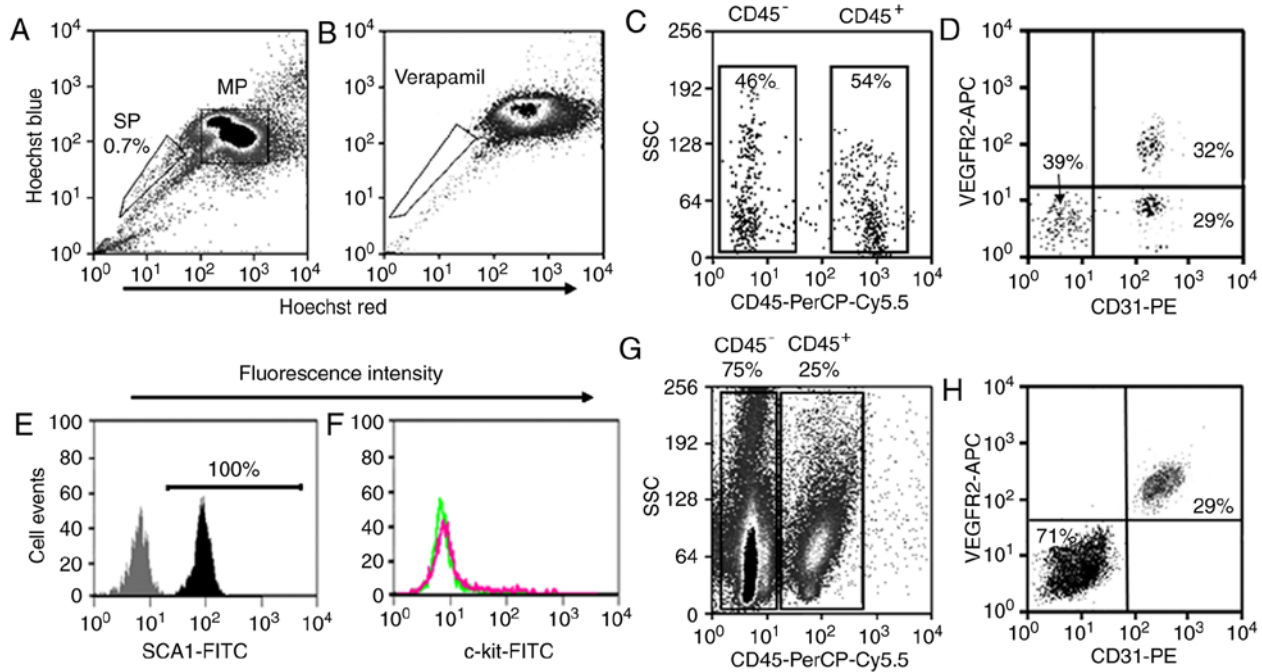 A
10⁴
10³
10²
10¹
10⁰
Hoechst blue
SP
0.7%
MP
10⁰ 10¹ 10² 10³ 10⁴
B
10⁴
10³
10²
10¹
10⁰
Verapamil
10⁰ 10¹ 10² 10³ 10⁴
Hoechst red
C
CD45⁻ CD45⁺
256
192
128
64
0
SSC
46% 54%
10⁰ 10¹ 10² 10³ 10⁴
CD45-PerCP-Cy5.5
D
10⁴
10³
10²
10¹
10⁰
VEGFR2-APC
39%
32%
29%
10⁰ 10¹ 10² 10³ 10⁴
CD31-PE
Fluorescence intensity
E
100
80
60
40
20
0
Cell events
100%
10⁰ 10¹ 10² 10³ 10⁴
SCA1-FITC
F
100
80
60
40
20
0
10⁰ 10¹ 10² 10³ 10⁴
c-kit-FITC
G
CD45⁻ CD45⁺
75% 25%
256
192
128
64
0
SSC
10⁰ 10¹ 10² 10³ 10⁴
CD45-PerCP-Cy5.5
H
10⁴
10³
10²
10¹
10⁰
VEGFR2-APC
71%
29%
10⁰ 10¹ 10² 10³ 10⁴
CD31-PE